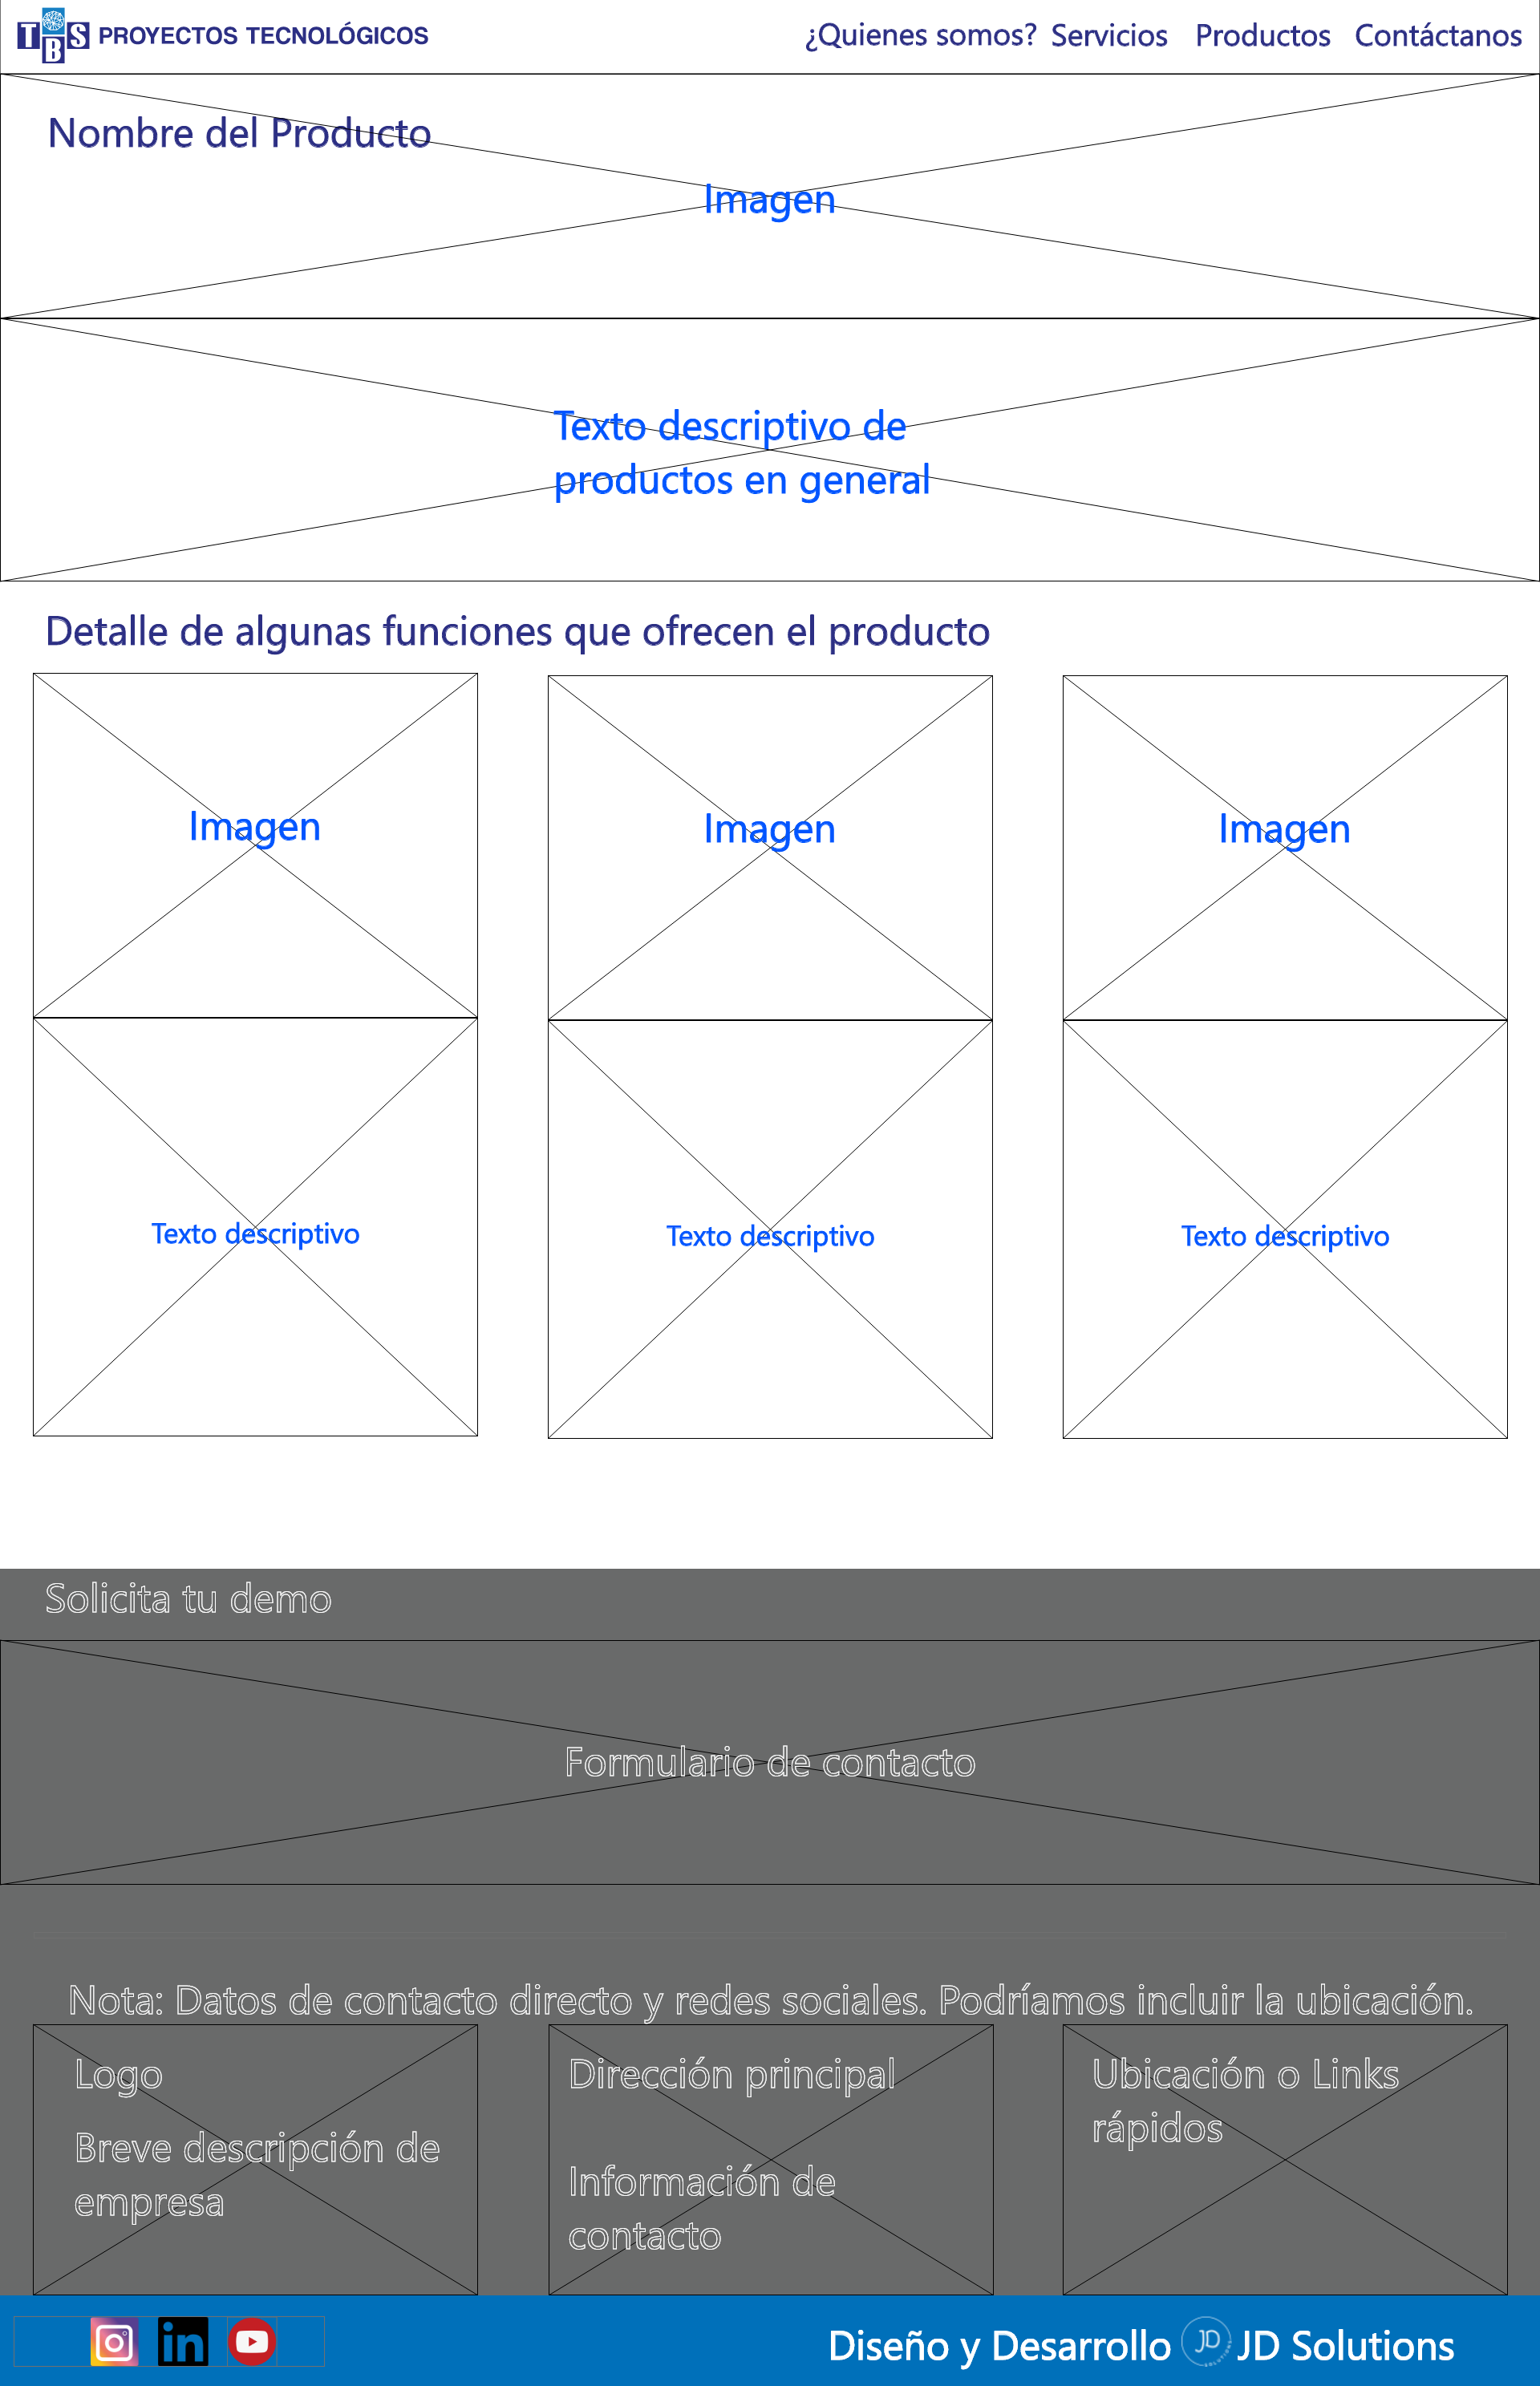 TBS PROYECTOS TECNOLÓGICOS
¿Quienes somos? Servicios Productos Contáctanos
Nombre del Producto
Imagen
Texto descriptivo de
productos en general
Detalle de algunas funciones que ofrecen el producto
Imagen
Imagen
Imagen
Texto descriptivo
Texto descriptivo
Texto descriptivo
Solicita tu demo
Formulario de contacto
Nota: Datos de contacto directo y redes sociales. Podríamos incluir la ubicación.
Logo
Breve descripción de
empresa
Dirección principal
Información de
contacto
Ubicación o Links
rápidos
in
Diseño y Desarrollo JD JD Solutions